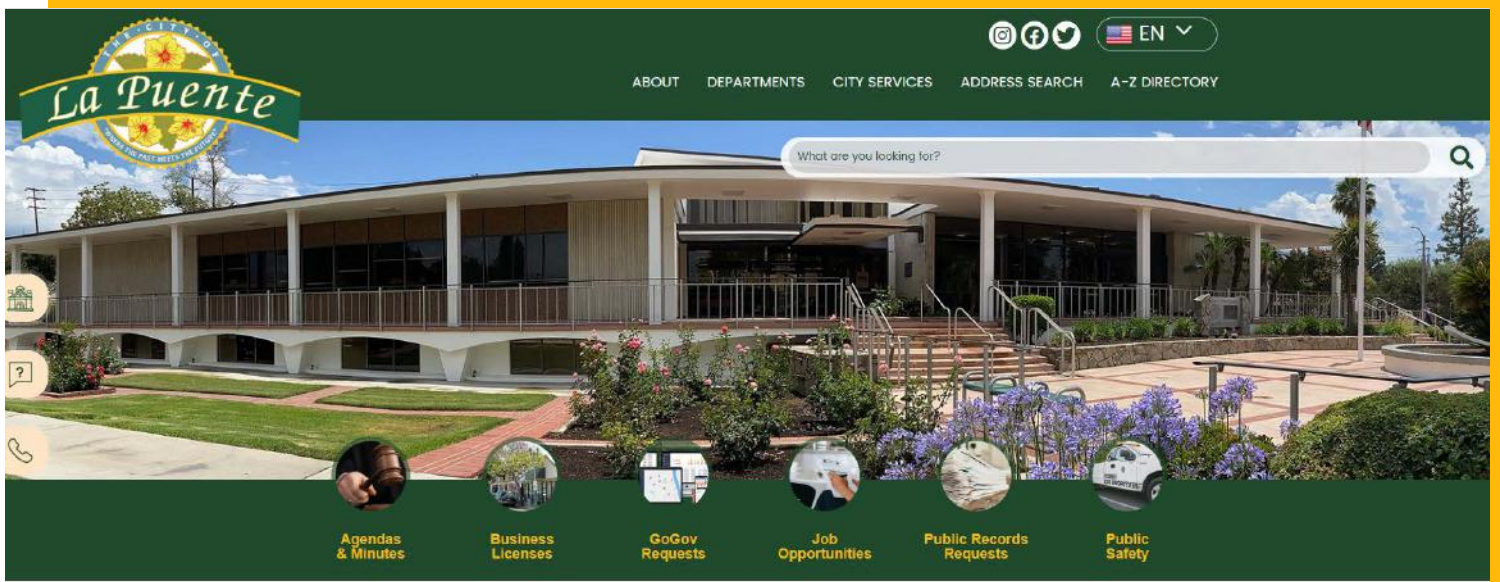 THE · CITY · OF
La Puente
"WHERE THE PAST MEETS THE FUTURE"
EN
ABOUT DEPARTMENTS CITY SERVICES ADDRESS SEARCH A-Z DIRECTORY
What are you looking for?
?
Agendas
& Minutes
Business
Licenses
GoGov
Requests
Job
Opportunities
Public Records
Requests
Public
Safety